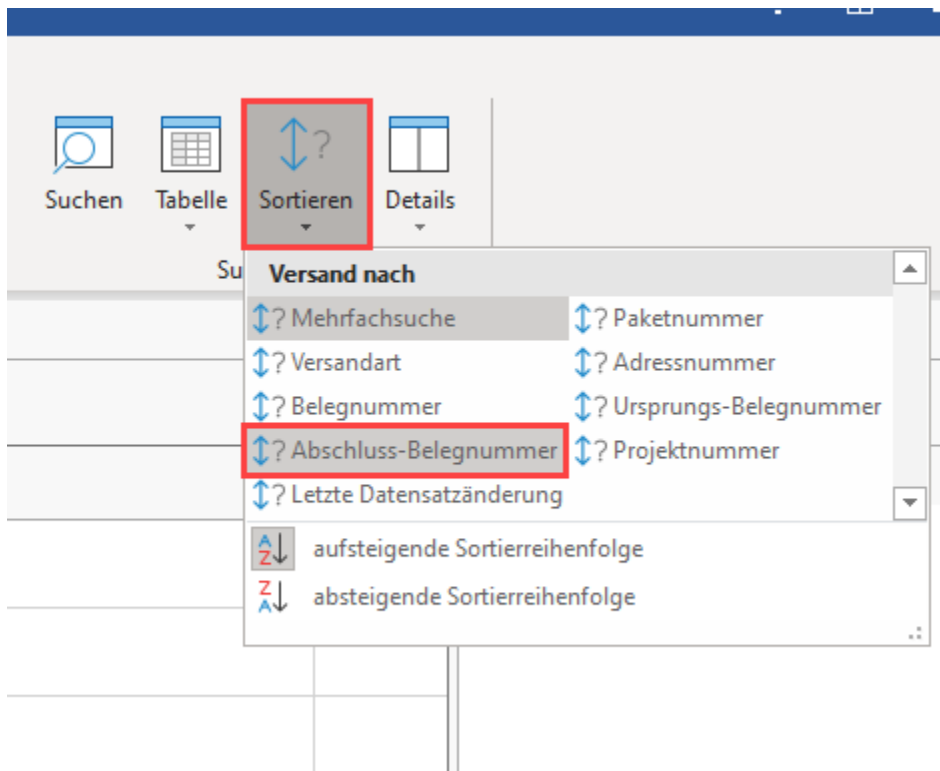 Suchen Tabelle Sortieren Details
Su
Versand nach
? Mehrfachsuche ? Paketnummer
? Versandart ? Adressnummer
? Belegnummer ? Ursprungs-Belegnummer
? Abschluss-Belegnummer ? Projektnummer
? Letzte Datensatzänderung
aufsteigende Sortierreihenfolge
absteigende Sortierreihenfolge